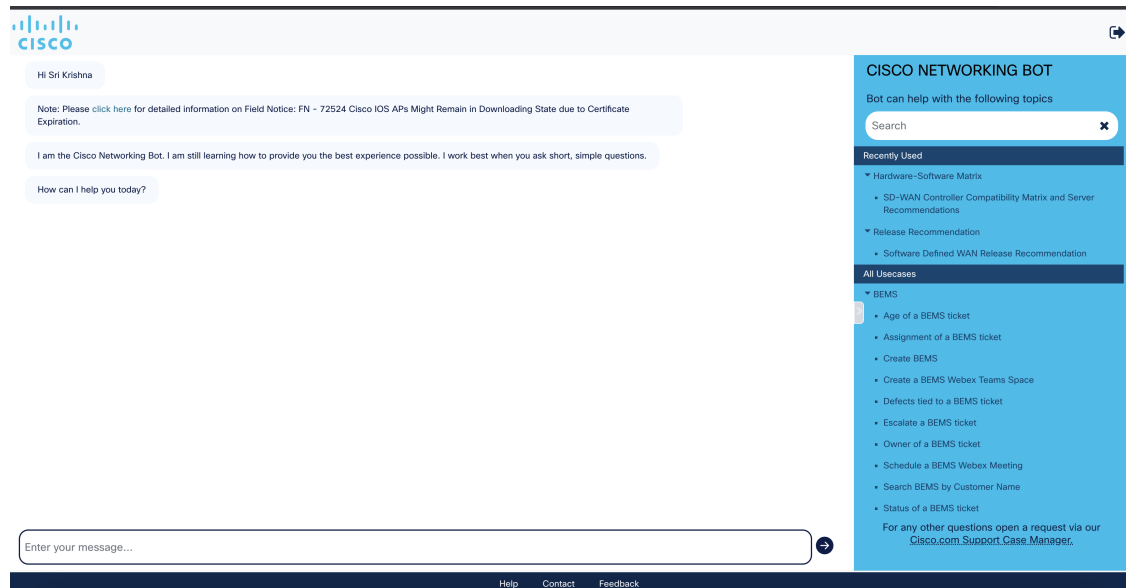 CISCO
Hi Sri Krishna
Note: Please click here for detailed information on Field Notice: FN - 72524 Cisco IOS APs Might Remain in Downloading State due to Certificate
Expiration.
I am the Cisco Networking Bot. I am still learning how to provide you the best experience possible. I work best when you ask short, simple questions.
How can I help you today?
Enter your message...
CISCO NETWORKING BOT
Bot can help with the following topics
Search
Recently Used
Hardware-Software Matrix
SD-WAN Controller Compatibility Matrix and Server
Recommendations
Release Recommendation
Software Defined WAN Release Recommendation
All Usecases
BEMS
Age of a BEMS ticket
Assignment of a BEMS ticket
Create BEMS
Create a BEMS Webex Teams Space
Defects tied to a BEMS ticket
Escalate a BEMS ticket
Owner of a BEMS ticket
Schedule a BEMS Webex Meeting
Search BEMS by Customer Name
Status of a BEMS ticket
For any other questions open a request via our
Cisco.com Support Case Manager.
Help Contact Feedback